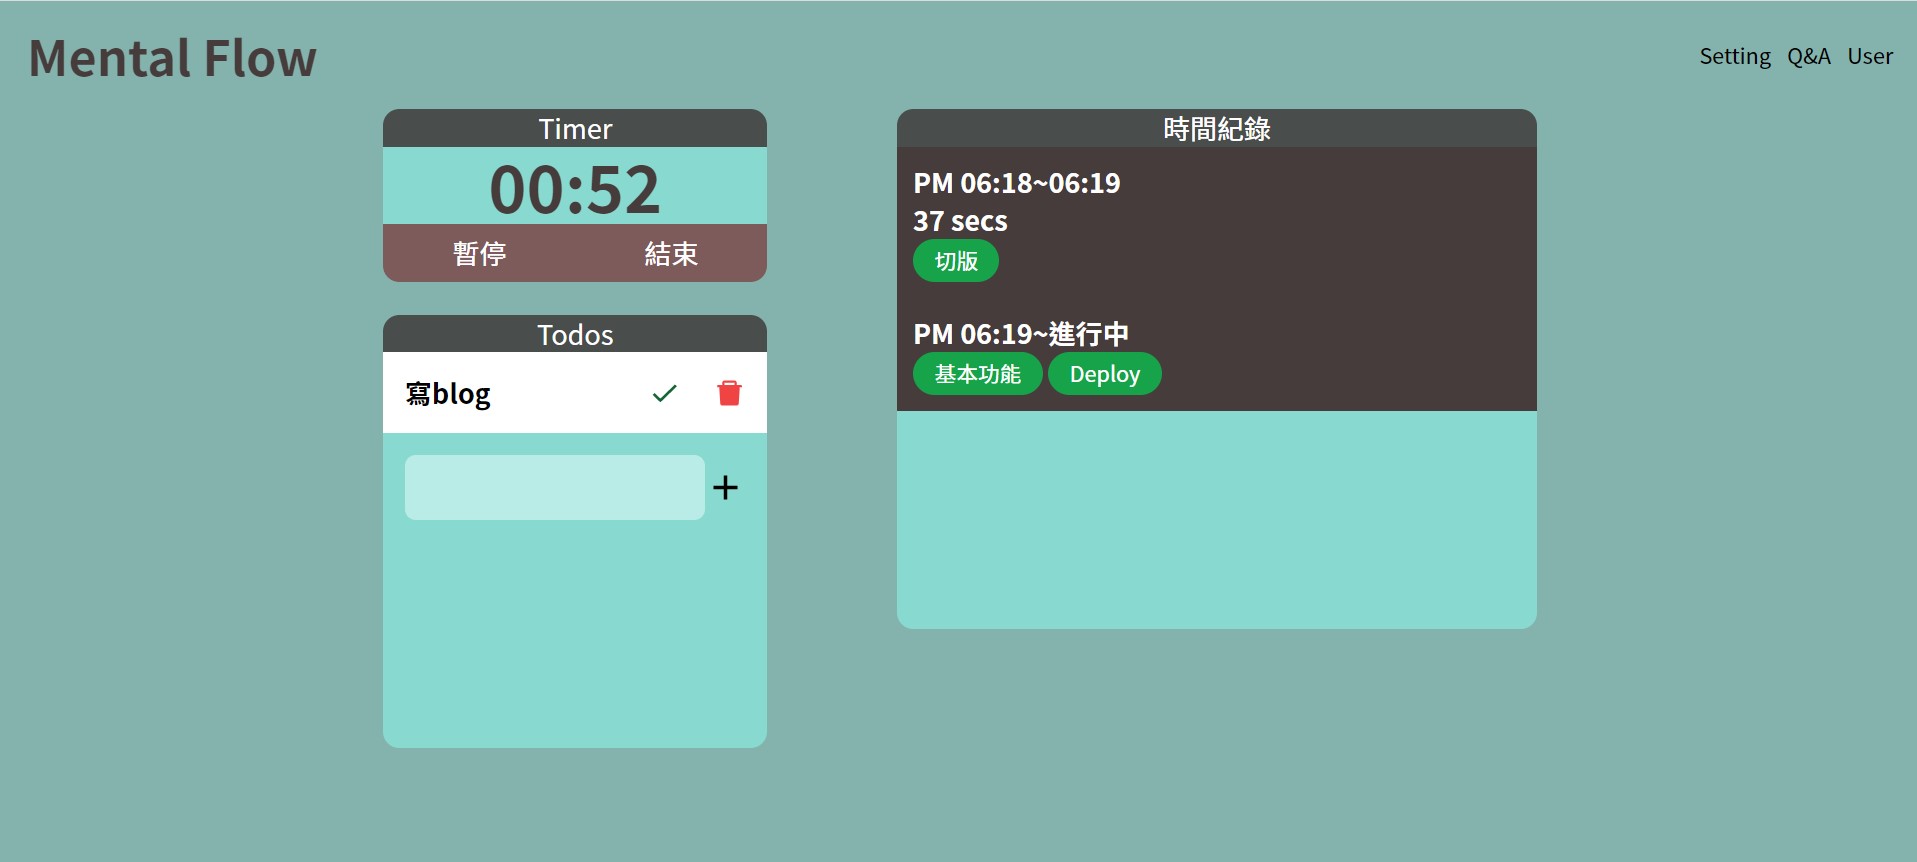 Mental Flow
Setting Q&A User
Timer
00:52
暫停 結束
Todos
寫blog
時間紀錄
PM 06:18~06:19
37 secs
切版
PM 06:19~進行中
基本功能 Deploy